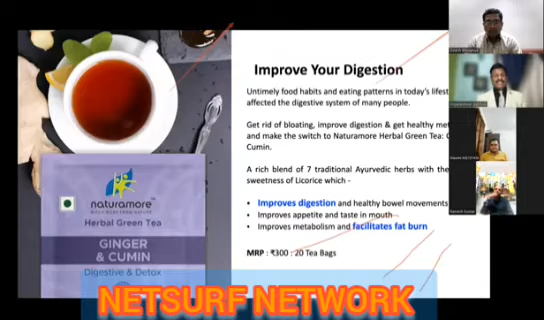 Improve Your Digestion
Untimely food habits and eating patterns in today's lifest
affected the digestive system of many people.
Get rid of bloating, improve digestion & get healthy met
and make the switch to Naturamore Herbal Green Tea:
Cumin.
A rich blend of 7 traditional Ayurvedic herbs with the
sweetness of Licorice which -
• Improves digestion and healthy bowel movements
• Improves appetite and taste in mouth
• Improves metabolism and facilitates fat burn
MRP : ₹300 : 20 Tea Bags
naturamore™
Herbal Green Tea
GINGER
& CUMIN
Digestive & Detox
NETSURF NETWORK